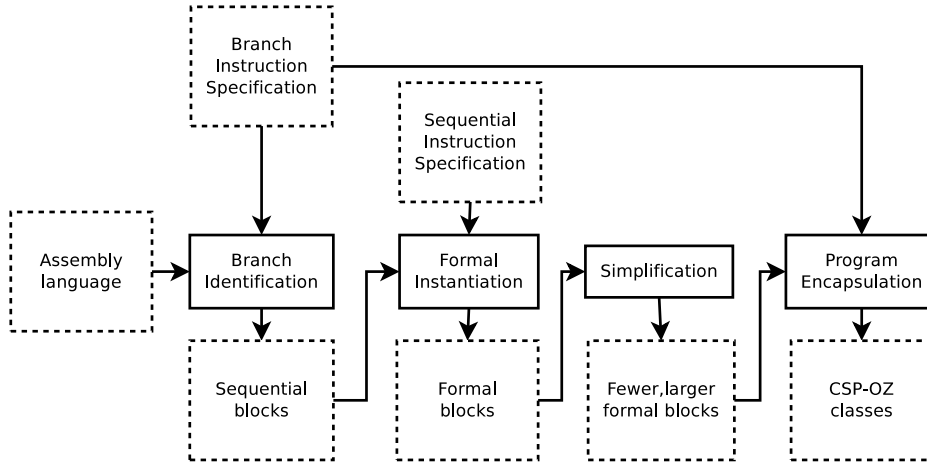 Branch
Instruction
Specification
Sequential
Instruction
Specification
Assembly
language
Branch
Identification
Formal
Instantiation
Simplification
Program
Encapsulation
Sequential
blocks
Formal
blocks
Fewer,larger
formal blocks
CSP-OZ
classes